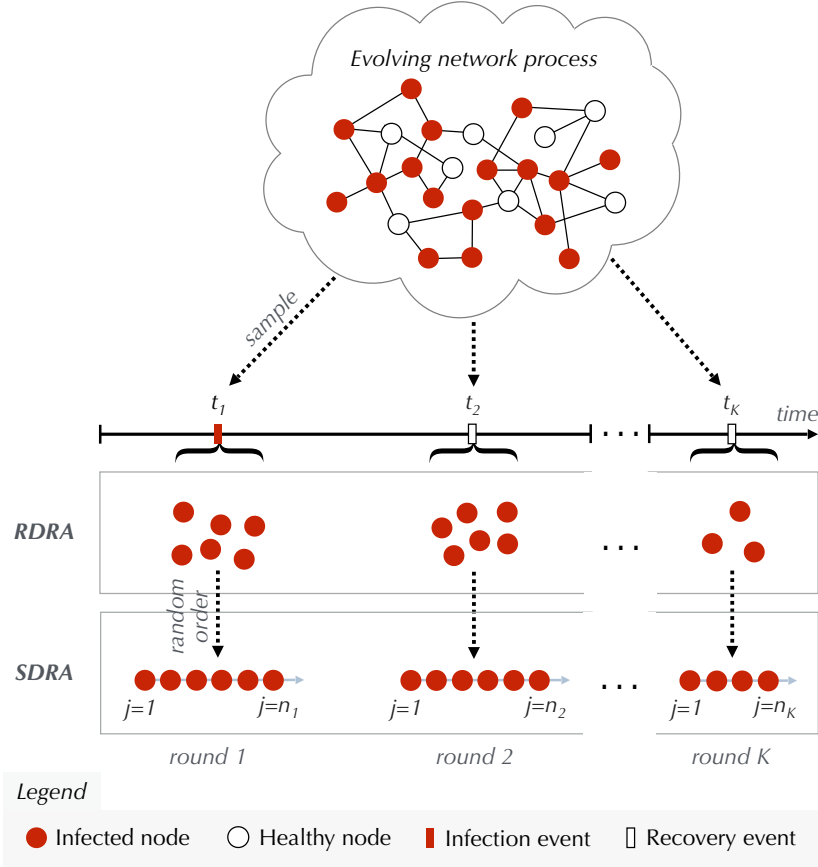 Evolving network process
sample
t1 t2 tK time
. . .
RDRA
. . .
random
order
SDRA
. . .
j=1 j=n1 j=1 j=n2 j=1 j=nK
round 1 round 2 round K
Legend
Infected node Healthy node Infection event Recovery event